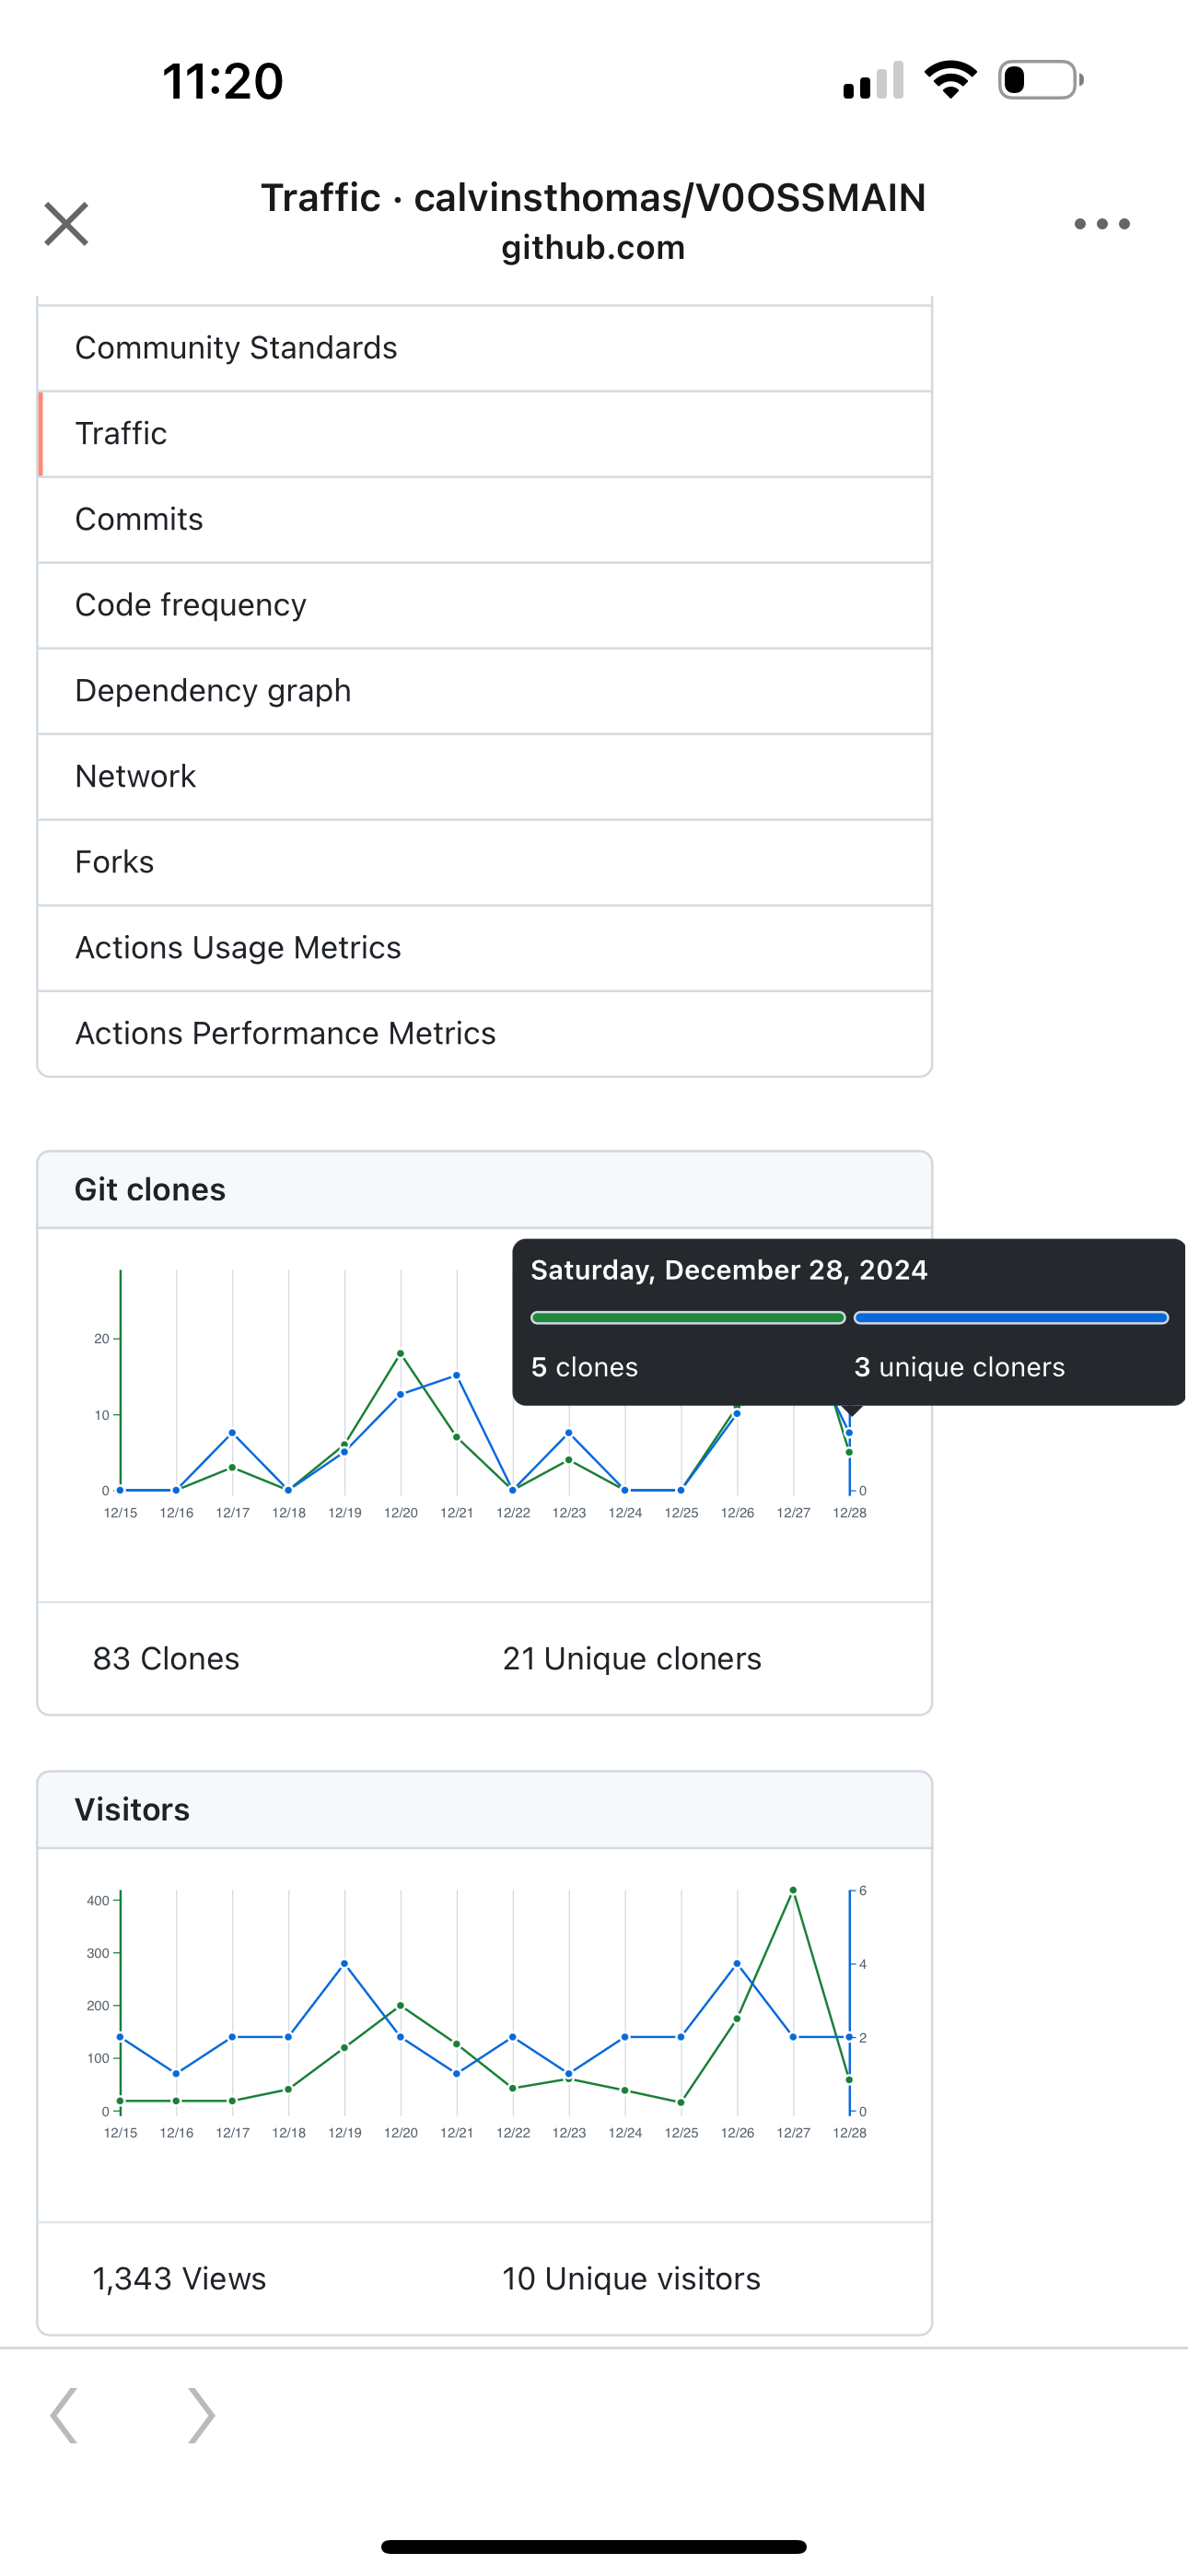 11:20
Traffic · calvinsthomas/V0OSSMAIN
github.com
Community Standards
Traffic
Commits
Code frequency
Dependency graph
Network
Forks
Actions Usage Metrics
Actions Performance Metrics
Git clones
Saturday, December 28, 2024
5 clones 3 unique cloners
20
10
0 0
12/15 12/16 12/17 12/18 12/19 12/20 12/21 12/22 12/23 12/24 12/25 12/26 12/27 12/28
83 Clones 21 Unique cloners
Visitors
400 6
300
4
200
2
100
0 0
12/15 12/16 12/17 12/18 12/19 12/20 12/21 12/22 12/23 12/24 12/25 12/26 12/27 12/28
1,343 Views 10 Unique visitors